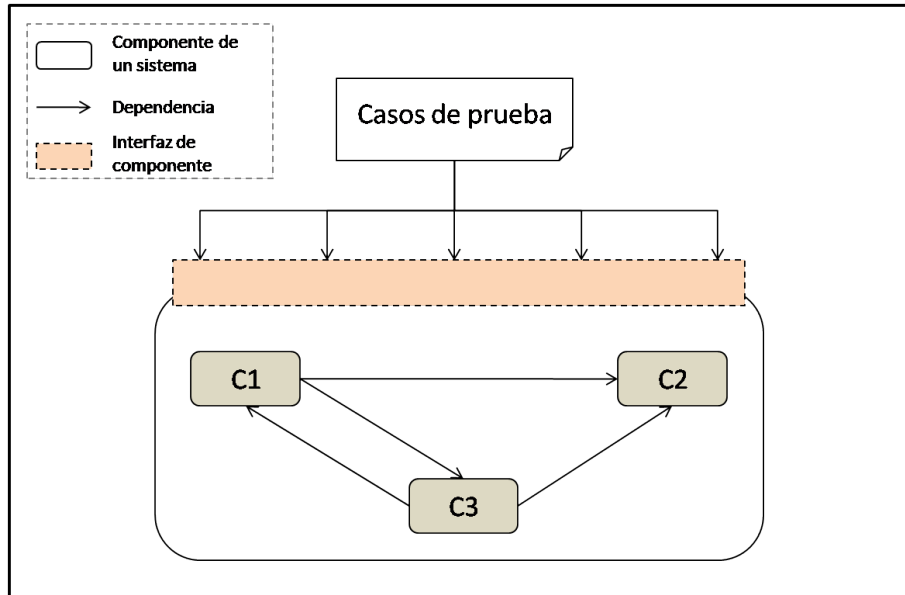 Componente de
un sistema
Dependencia
Interfaz de
componente
Casos de prueba
C1
C2
C3